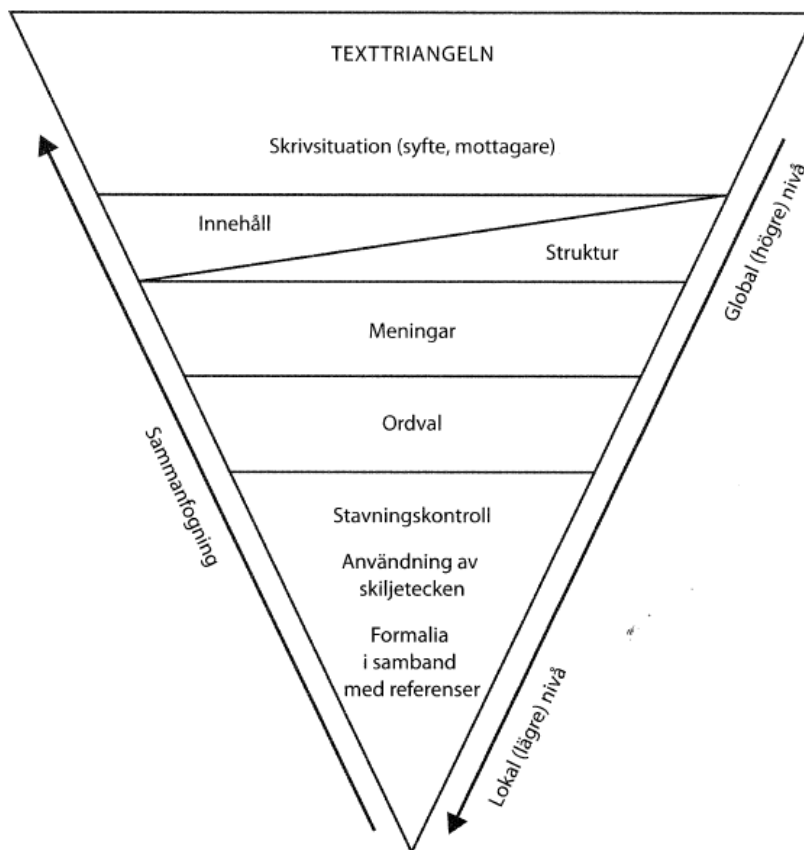 TEXTTRIANGELN
Skrivsituation (syfte, mottagare)
Innehåll
Struktur
Meningar
Ordval
Stavningskontroll
Användning av
skiljetecken
Formalia
i samband
med referenser
Sammanfogning
Global (högre) nivå
Lokal (lägre) nivå